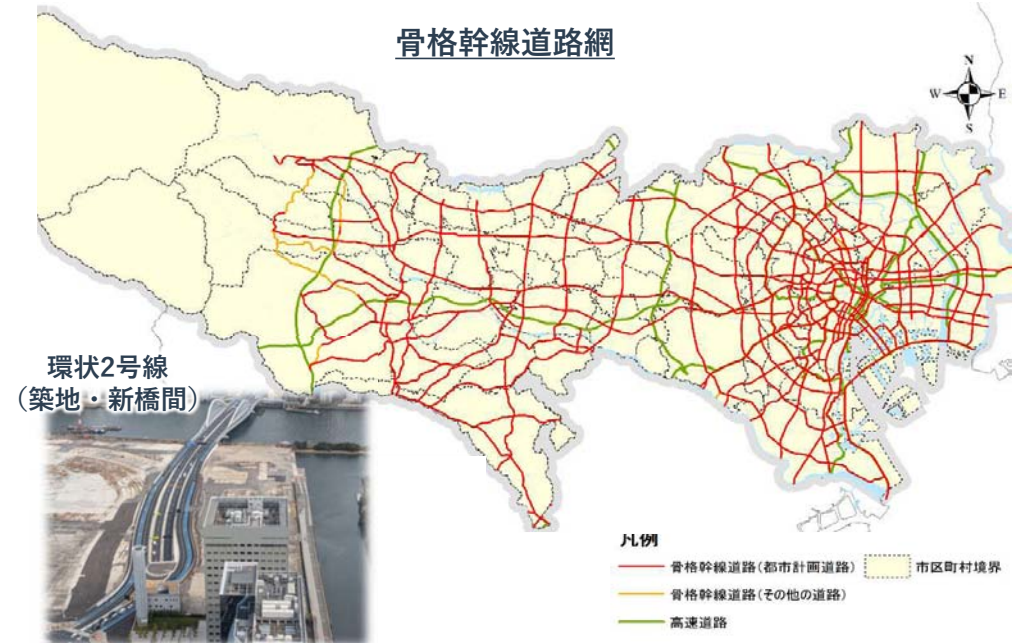 骨格幹線道路網
N
W E
S
環状2号線
（築地・新橋間）
凡例
骨格幹線道路（都市計画道路） 市区町村境界
骨格幹線道路（その他の道路）
高速道路